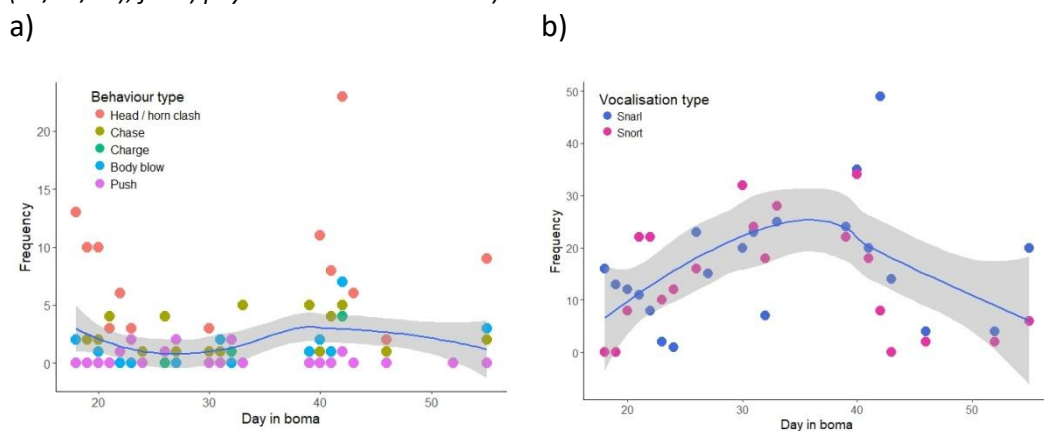 a)
b)
Behaviour type
Head / horn clash
Chase
Charge
Body blow
Push
Frequency
20
15
10
5
0
20
30
40
50
Day in boma
Vocalisation type
Snarl
Snort
Frequency
50
40
30
20
10
0
20
30
40
50
Day in boma